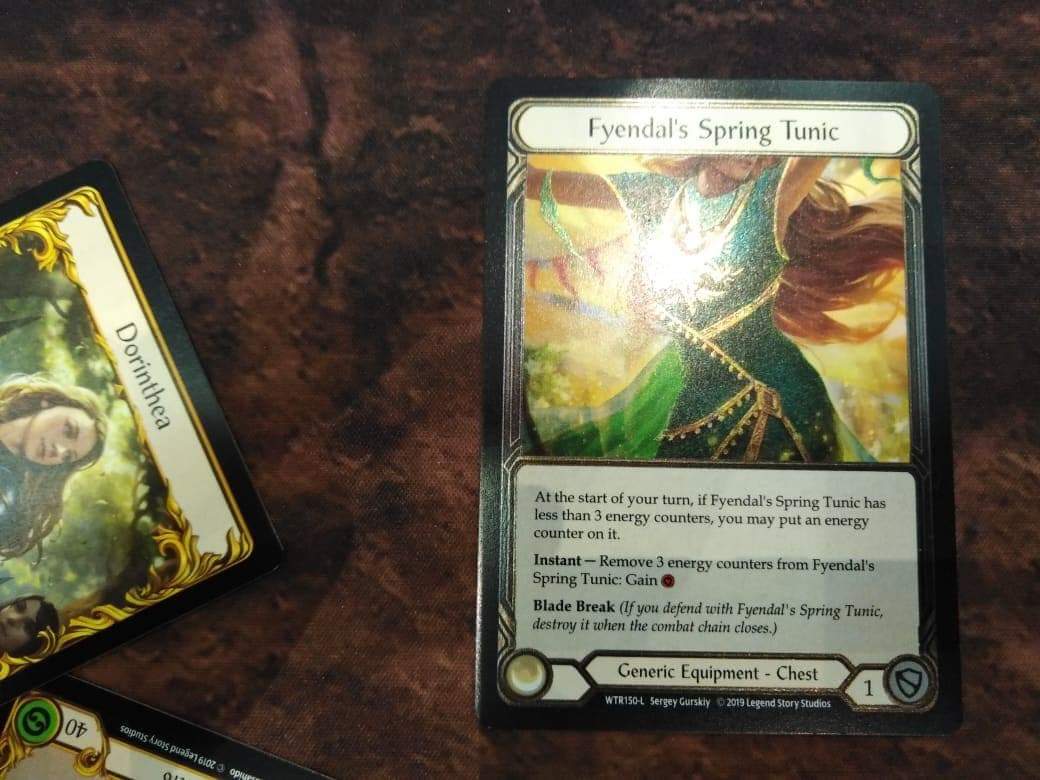 Fyendal's Spring Tunic
At the start of your turn, if Fyendal's Spring Tunic has
less than 3 energy counters, you may put an energy
counter on it.
Instant — Remove 3 energy counters from Fyendal's
Spring Tunic: Gain
Blade Break (If you defend with Fyendal's Spring Tunic,
destroy it when the combat chain closes.)
Generic Equipment - Chest
1
WTR150-L Sergey Gurskiy © 2019 Legend Story Studios
Dorinthea
40
© 2019 Legend Story Studios